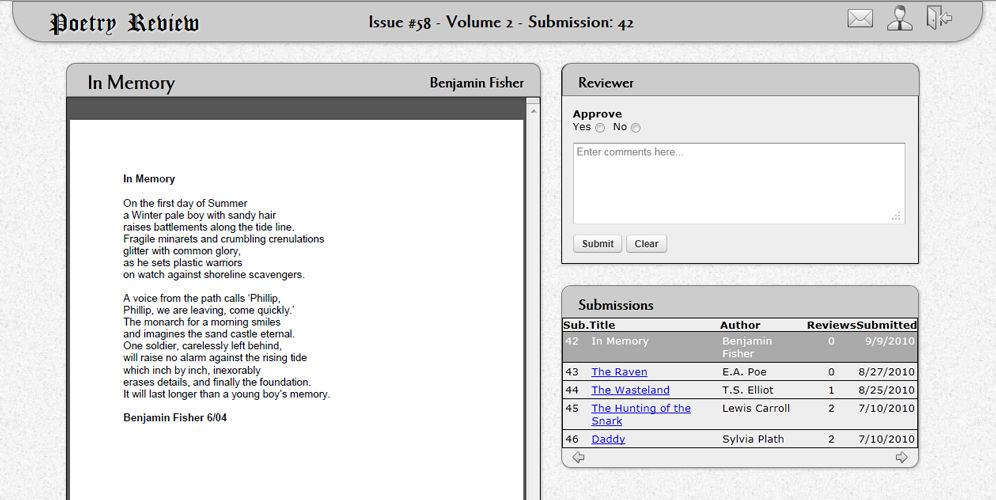 Poetry Review
Issue #58 - Volume 2 - Submission: 42
In Memory Benjamin Fisher
In Memory
On the first day of Summer
a Winter pale boy with sandy hair
raises battlements along the tide line.
Fragile minarets and crumbling crenulations
glitter with common glory,
as he sets plastic warriors
on watch against shoreline scavengers.
A voice from the path calls 'Phillip,
Phillip, we are leaving, come quickly.'
The monarch for a morning smiles
and imagines the sand castle eternal.
One soldier, carelessly left behind,
will raise no alarm against the rising tide
which inch by inch, inexorably
erases details, and finally the foundation.
It will last longer than a young boy's memory.
Benjamin Fisher 6/04
Reviewer
Approve
Yes No
Enter comments here...
Submit Clear
Submissions
Sub. Title Author Reviews Submitted
42 In Memory Benjamin Fisher 0 9/9/2010
43 The Raven E.A. Poe 0 8/27/2010
44 The Wasteland T.S. Elliot 1 8/25/2010
45 The Hunting of the Snark Lewis Carroll 2 7/10/2010
46 Daddy Sylvia Plath 2 7/10/2010